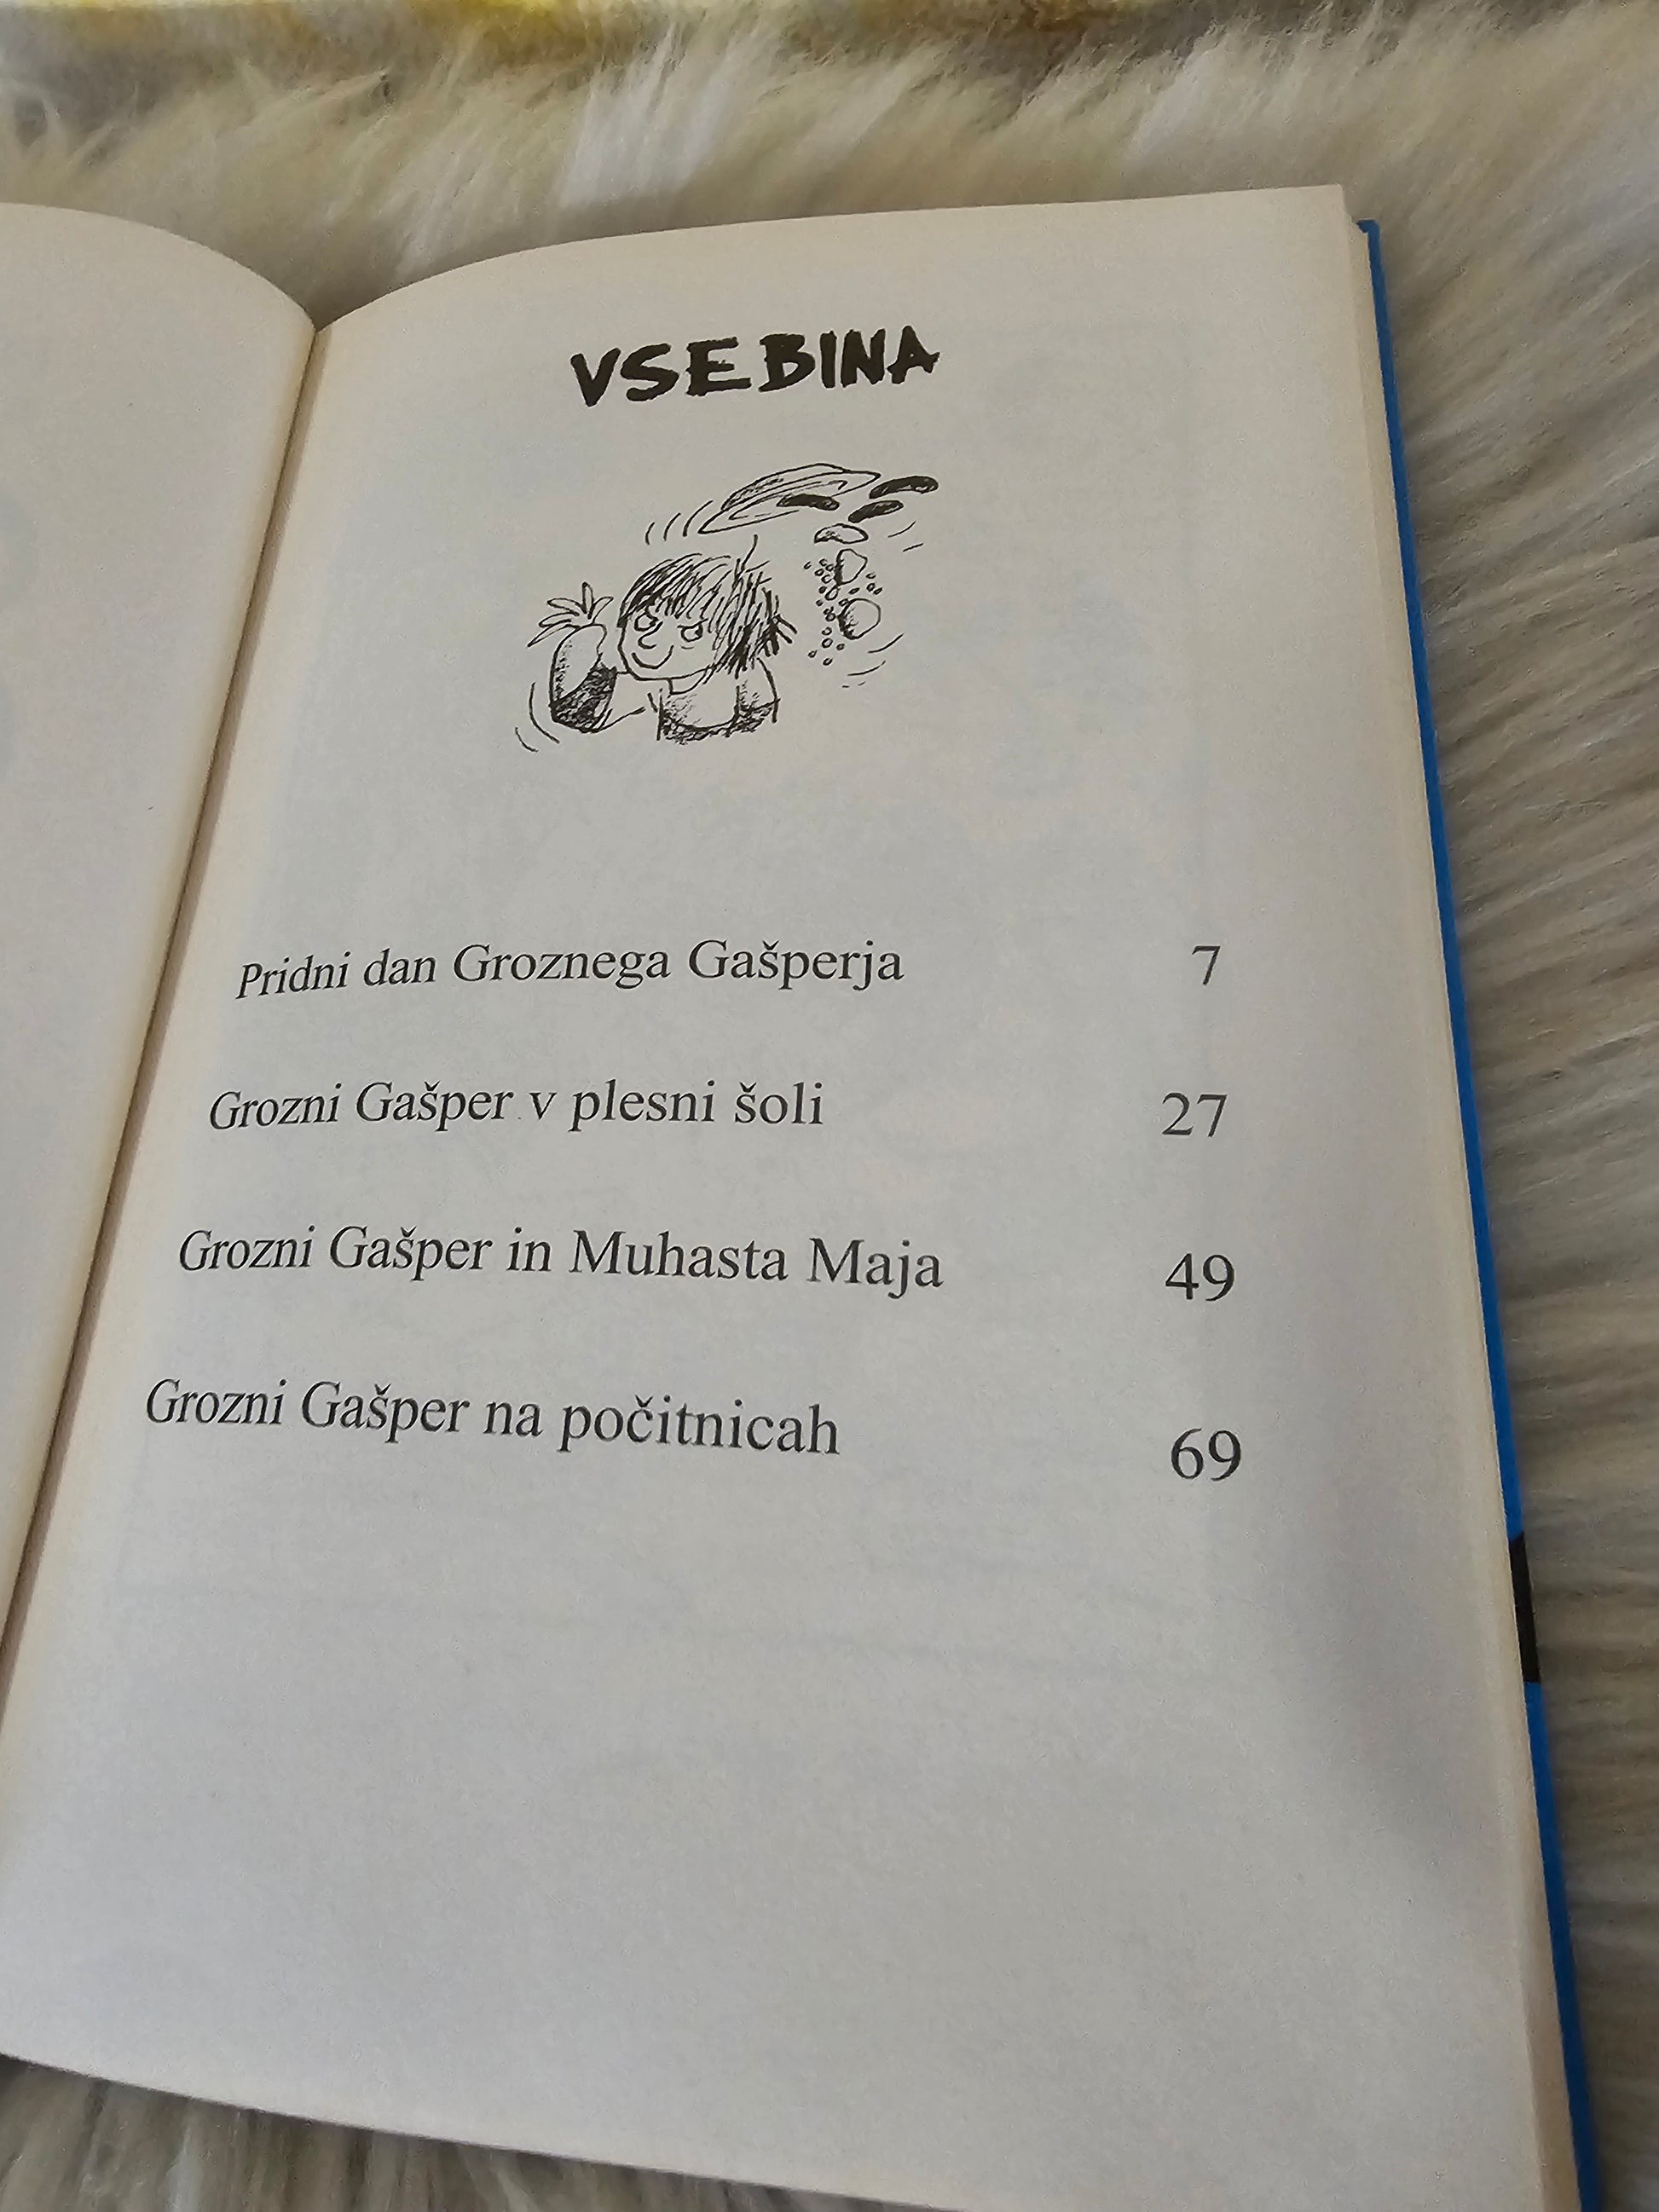 VSEBINA
Pridni dan Groznega Gašperja 7
Grozni Gašper v plesni šoli 27
Grozni Gašper in Muhasta Maja 49
Grozni Gašper na počitnicah 69